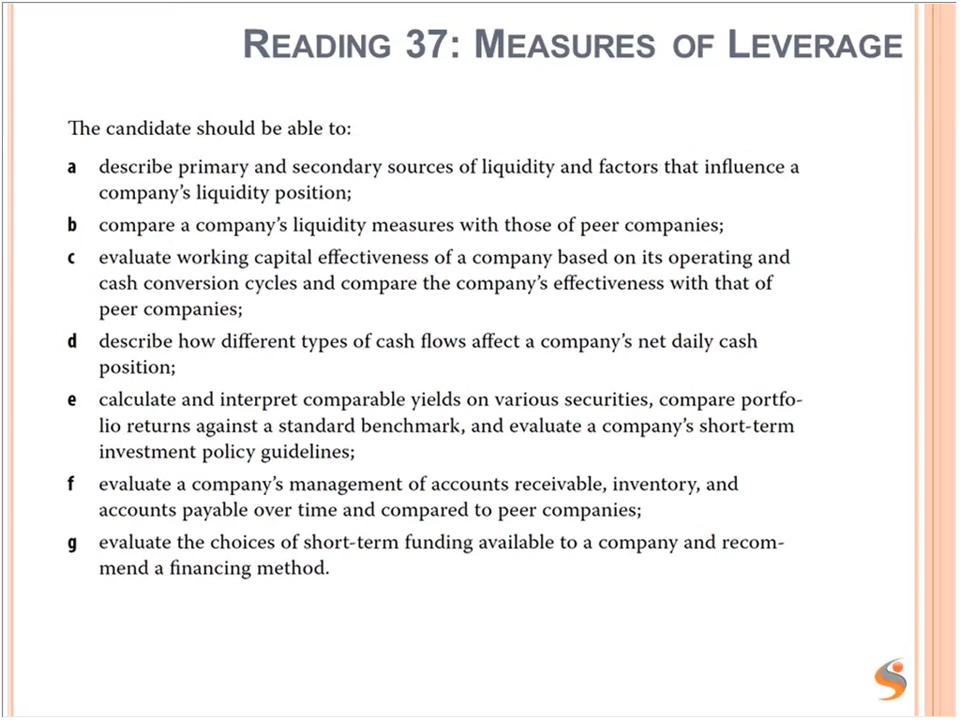 READING 37: MEASURES OF LEVERAGE
The candidate should be able to:
a describe primary and secondary sources of liquidity and factors that influence a
company's liquidity position;
b compare a company's liquidity measures with those of peer companies;
c evaluate working capital effectiveness of a company based on its operating and
cash conversion cycles and compare the company's effectiveness with that of
peer companies;
d describe how different types of cash flows affect a company's net daily cash
position;
e calculate and interpret comparable yields on various securities, compare portfo-
lio returns against a standard benchmark, and evaluate a company's short-term
investment policy guidelines;
f evaluate a company's management of accounts receivable, inventory, and
accounts payable over time and compared to peer companies;
g evaluate the choices of short-term funding available to a company and recom-
mend a financing method.